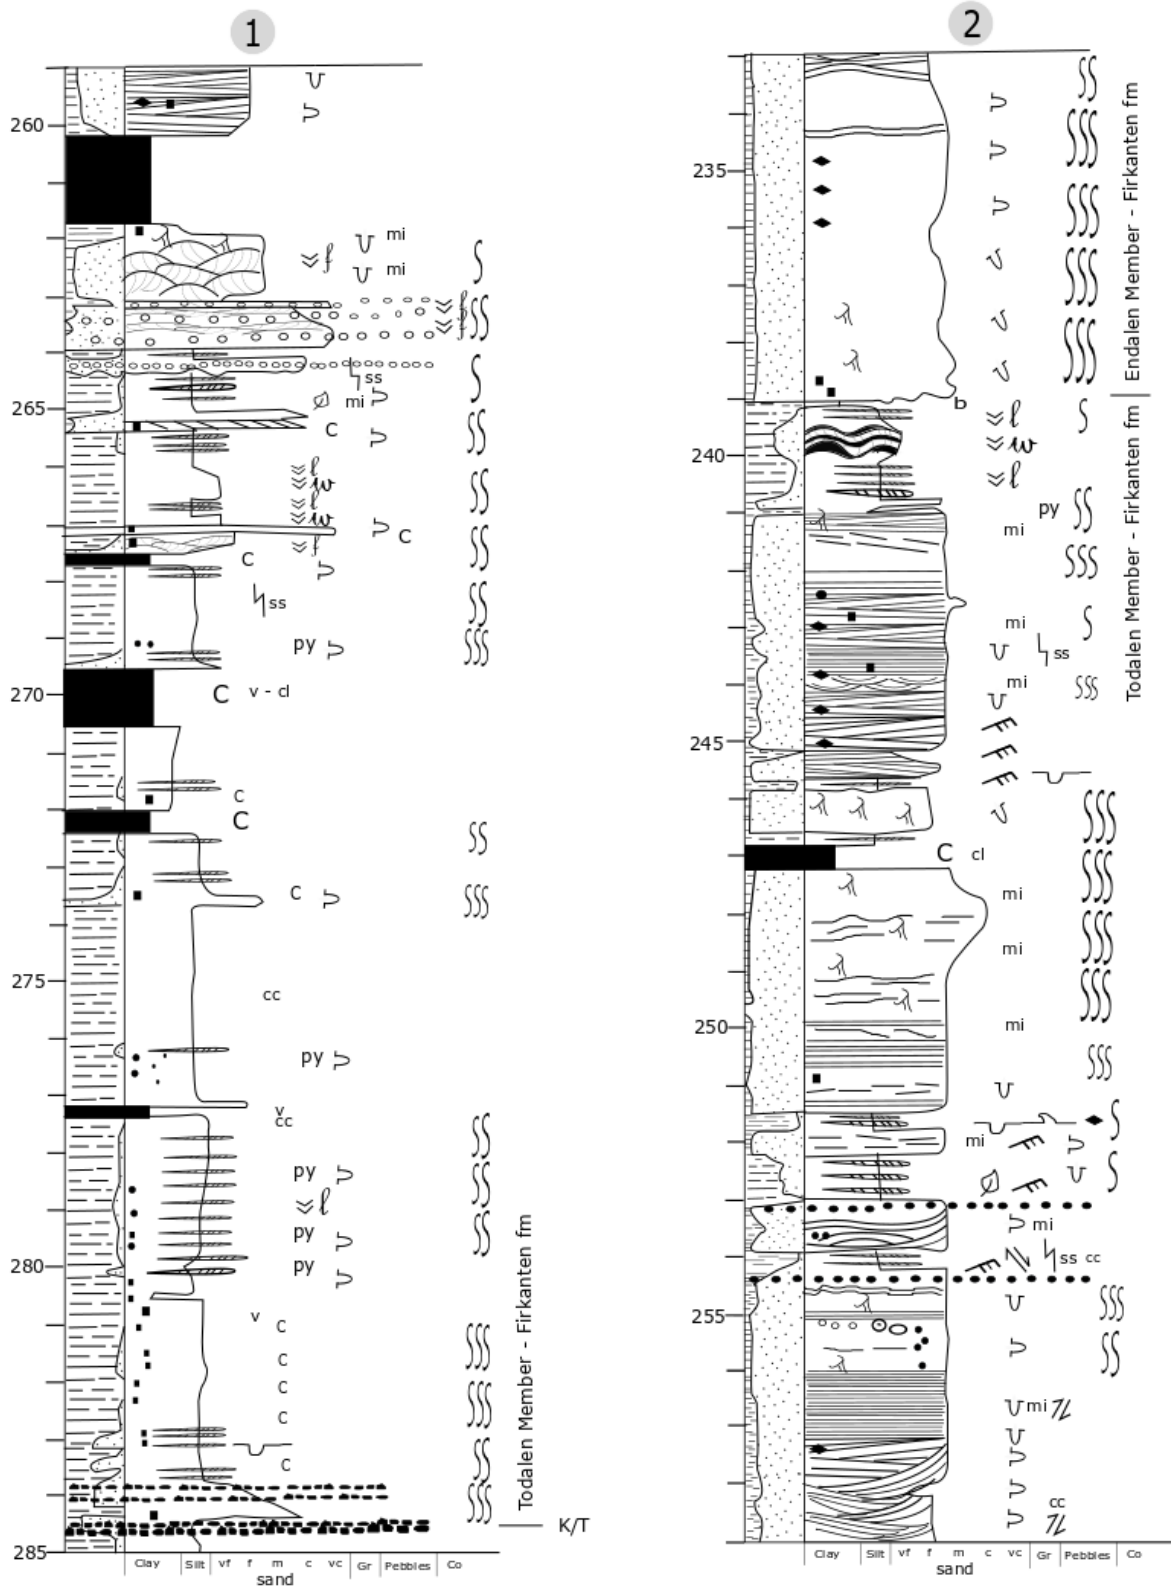 1
260
mi
mi
ss
mi
265
C
C
C
ss
py
270
C v - cl
C
C
C
275
cc
py
v
cc
py
py
280
py
v
C
C
C
C
C
285
K/T
Todalen Member - Firkanten fm
Clay Silt vf f m c vc Gr Pebbles Co
sand
2
235
b
240
py
mi
mi
ss
mi
245
C cl
mi
mi
250
mi
mi
mi
ss cc
255
mi
cc
Endalen Member - Firkanten fm
Todalen Member - Firkanten fm
Clay Silt vf f m c vc Gr Pebbles Co
sand